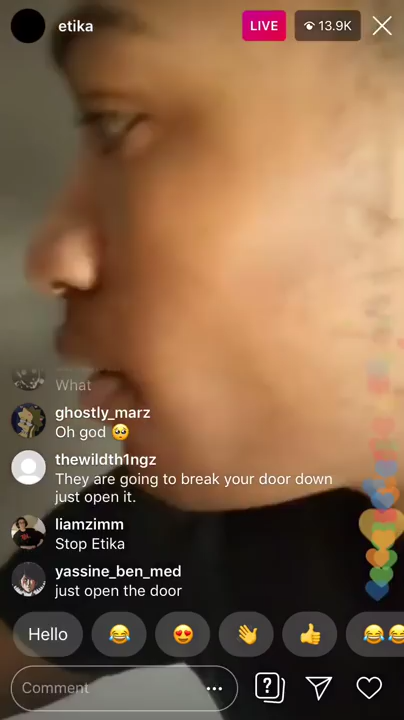 etika
LIVE
13.9K
What
ghostly_marz
Oh god 🥺
thewildth1ngz
They are going to break your door down
just open it.
liamzimm
Stop Etika
yassine_ben_med
just open the door
Hello
Comment